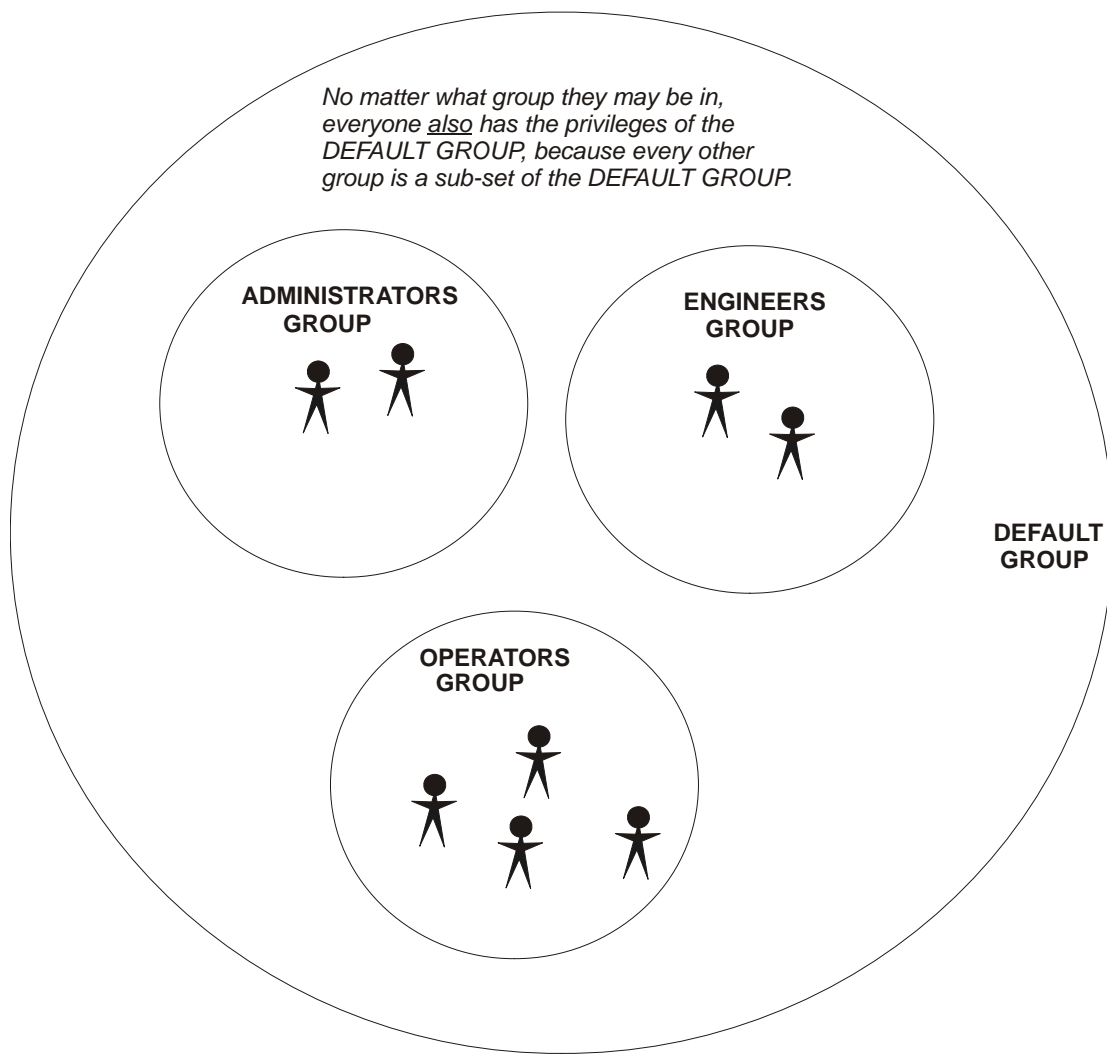 No matter what group they may be in,
everyone also has the privileges of the
DEFAULT GROUP, because every other
group is a sub-set of the DEFAULT GROUP.
ADMINISTRATORS
GROUP
ENGINEERS
GROUP
DEFAULT
GROUP
OPERATORS
GROUP